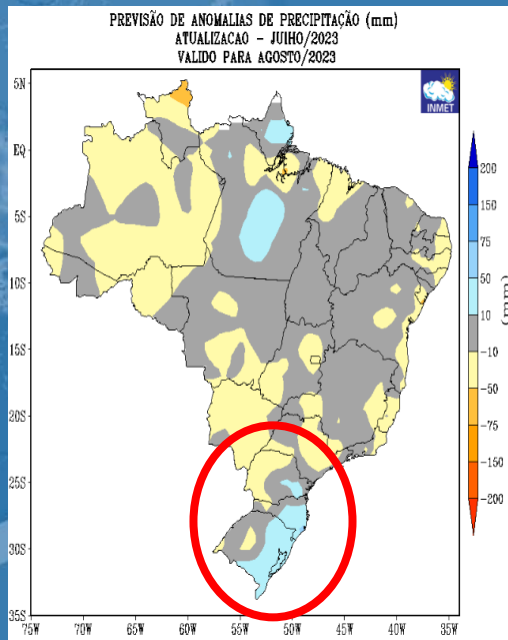 PREVISÃO DE ANOMALIAS DE PRECIPITAÇÃO (mm)
ATUALIZACAO - JUlHO/2023
VALIDO PARA AGOSTO/2023
INMET
5N
EQ
5S
10S
15S
20S
25S
30S
35S
75W 70W 65W 60W 55W 50W 45W 40W 35W
200
150
75
50
10
-10
-50
-75
-150
-200
(mm)